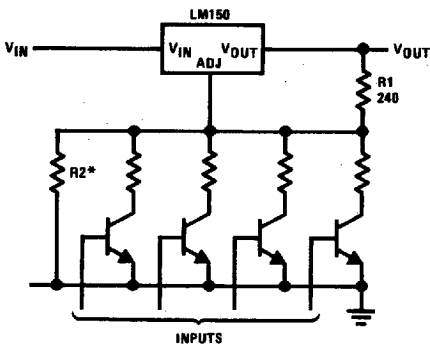 LM150
VIN
VIN
VOUT
VOUT
ADJ
R1
240
R2*
INPUTS